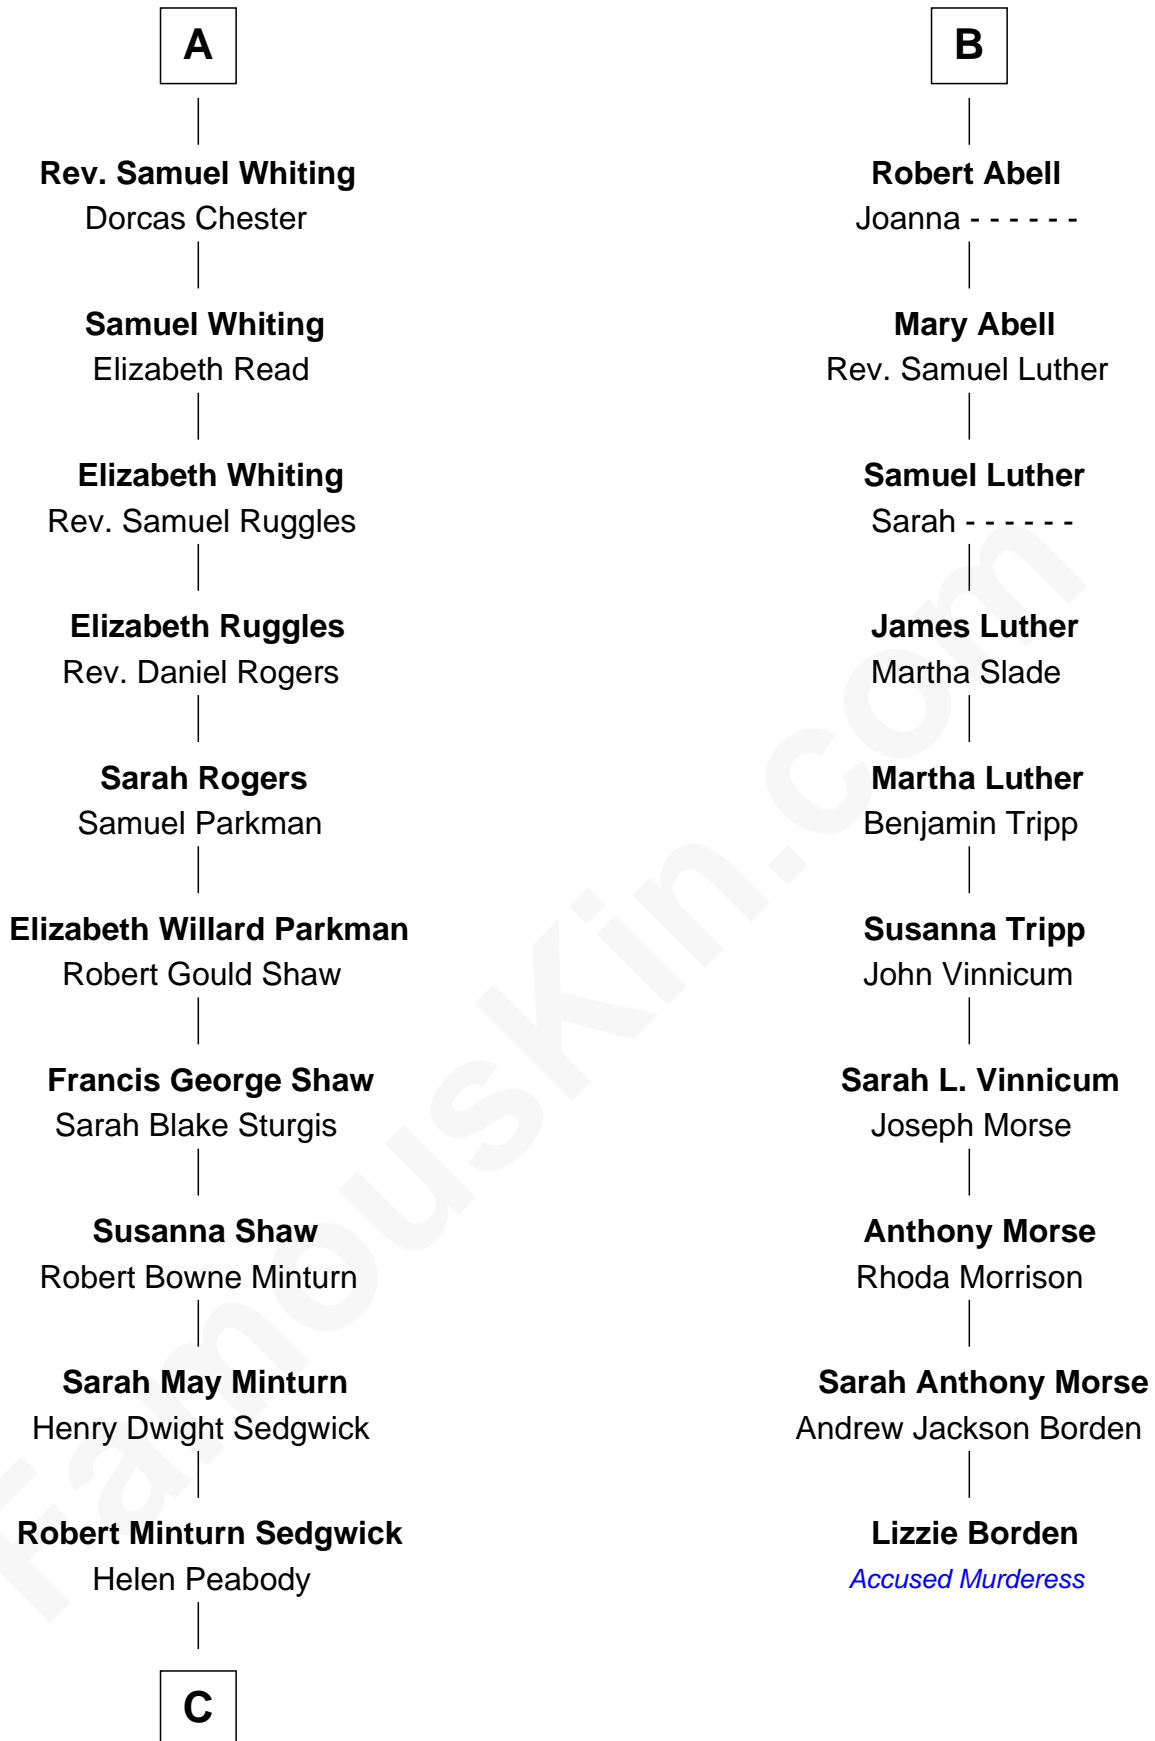 A
Rev. Samuel Whiting
Dorcas Chester
Samuel Whiting
Elizabeth Read
Elizabeth Whiting
Rev. Samuel Ruggles
Elizabeth Ruggles
Rev. Daniel Rogers
Sarah Rogers
Samuel Parkman
Elizabeth Willard Parkman
Robert Gould Shaw
Francis George Shaw
Sarah Blake Sturgis
Susanna Shaw
Robert Bowne Minturn
Sarah May Minturn
Henry Dwight Sedgwick
Robert Minturn Sedgwick
Helen Peabody
C
B
Robert Abell
Joanna - - - - - -
Mary Abell
Rev. Samuel Luther
Samuel Luther
Sarah - - - - - -
James Luther
Martha Slade
Martha Luther
Benjamin Tripp
Susanna Tripp
John Vinnicum
Sarah L. Vinnicum
Joseph Morse
Anthony Morse
Rhoda Morrison
Sarah Anthony Morse
Andrew Jackson Borden
Lizzie Borden
Accused Murderess
FamousKin.com